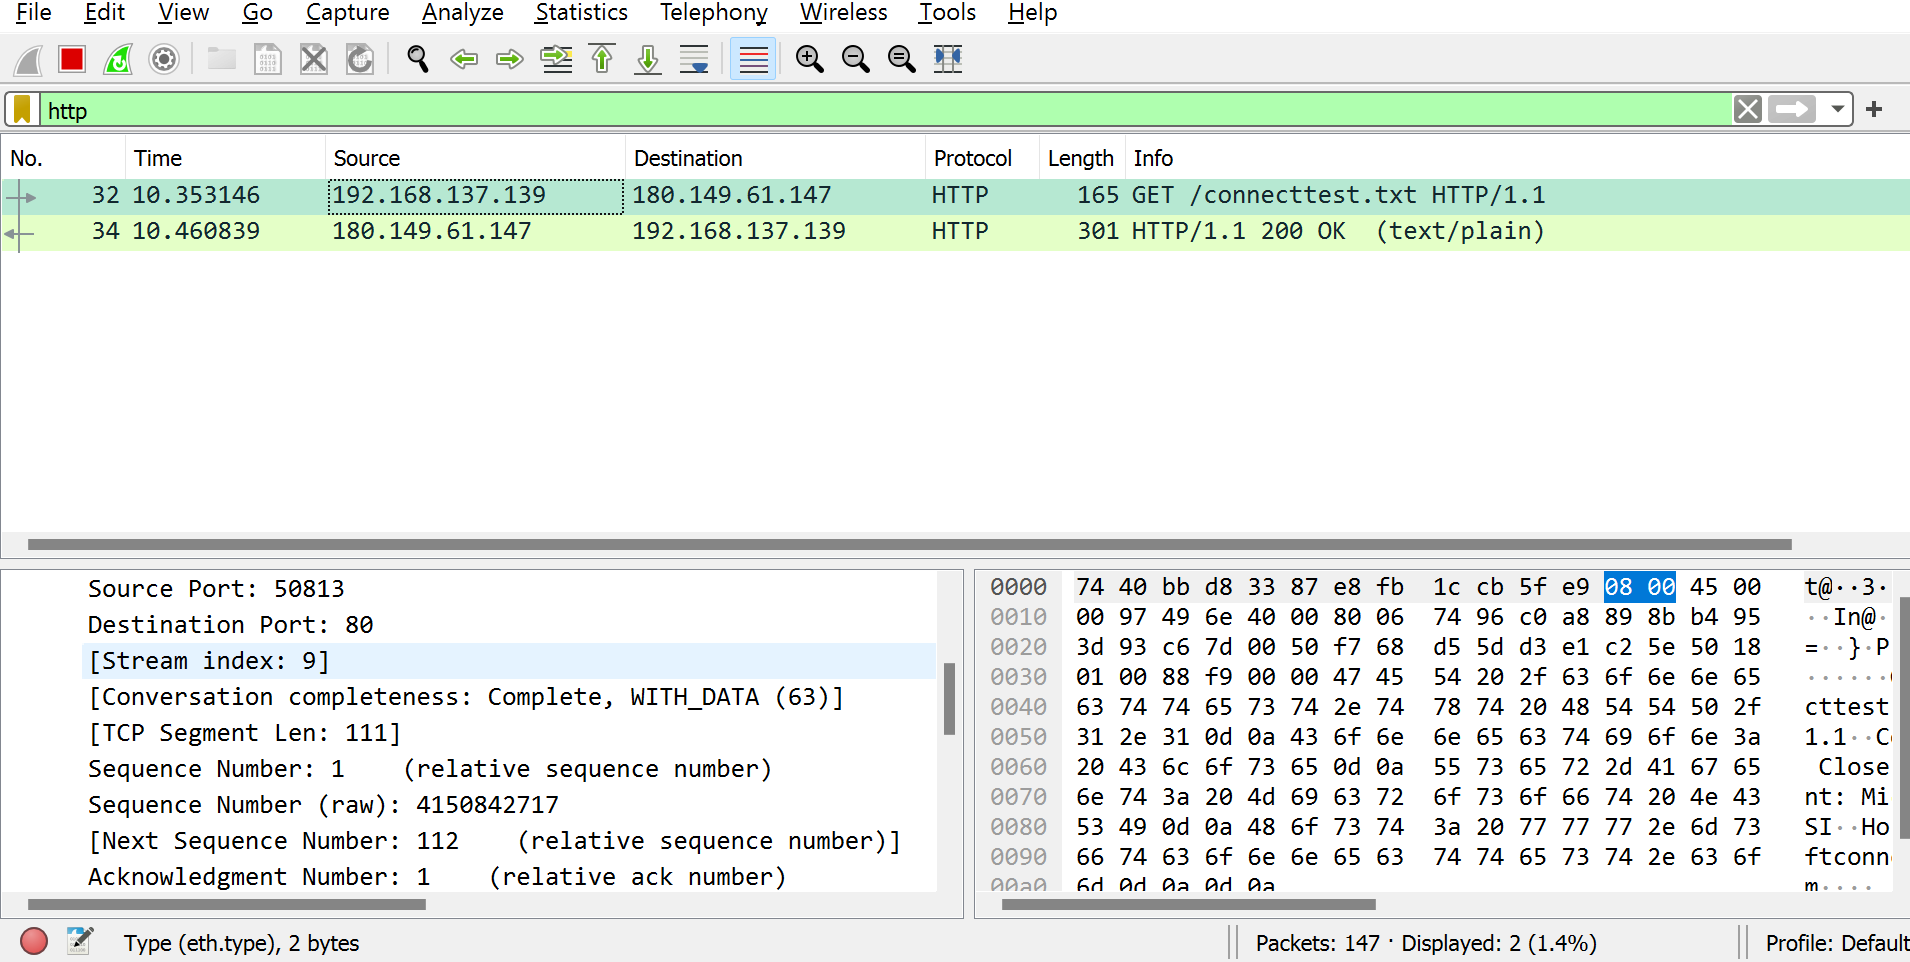 File Edit View Go Capture Analyze Statistics Telephony Wireless Tools Help
http
No. Time Source Destination Protocol Length Info
32 10.353146 192.168.137.139 180.149.61.147 HTTP 165 GET /connecttest.txt HTTP/1.1
34 10.460839 180.149.61.147 192.168.137.139 HTTP 301 HTTP/1.1 200 OK (text/plain)
Source Port: 50813
Destination Port: 80
[Stream index: 9]
[Conversation completeness: Complete, WITH_DATA (63)]
[TCP Segment Len: 111]
Sequence Number: 1 (relative sequence number)
Sequence Number (raw): 4150842717
[Next Sequence Number: 112 (relative sequence number)]
Acknowledgment Number: 1 (relative ack number)
0000 74 40 bb d8 33 87 e8 fb 1c cb 5f e9 08 00 45 00 t@··3·
0010 00 97 49 6e 40 00 80 06 74 96 c0 a8 89 8b b4 95 ··In@·
0020 3d 93 c6 7d 00 50 f7 68 d5 5d d3 e1 c2 5e 50 18 =··}·P
0030 01 00 88 f9 00 00 47 45 54 20 2f 63 6f 6e 6e 65 ······
0040 63 74 74 65 73 74 2e 74 78 74 20 48 54 54 50 2f cttest
0050 31 2e 31 0d 0a 43 6f 6e 6e 65 63 74 69 6f 6e 3a 1.1··C
0060 20 43 6c 6f 73 65 0d 0a 55 73 65 72 2d 41 67 65 Close
0070 6e 74 3a 20 4d 69 63 72 6f 73 6f 66 74 20 4e 43 nt: Mi
0080 53 49 0d 0a 48 6f 73 74 3a 20 77 77 77 2e 6d 73 SI··Ho
0090 66 74 63 6f 6e 6e 65 63 74 74 65 73 74 2e 63 6f ftconn
00a0 6d 0d 0a 0d 0a m····
Type (eth.type), 2 bytes
Packets: 147 · Displayed: 2 (1.4%)
Profile: Default